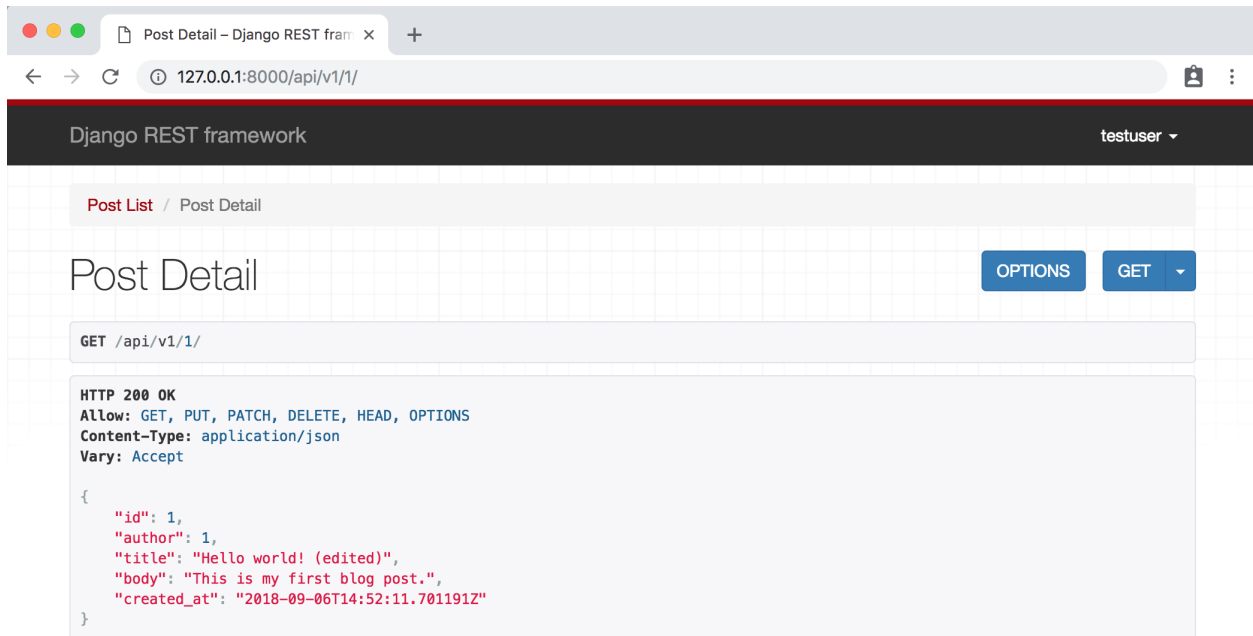 Post Detail – Django REST fram
127.0.0.1:8000/api/v1/1/
Django REST framework
testuser
Post List / Post Detail
Post Detail
OPTIONS
GET
GET /api/v1/1/
HTTP 200 OK
Allow: GET, PUT, PATCH, DELETE, HEAD, OPTIONS
Content-Type: application/json
Vary: Accept
{
    "id": 1,
    "author": 1,
    "title": "Hello world! (edited)",
    "body": "This is my first blog post.",
    "created_at": "2018-09-06T14:52:11.701191Z"
}